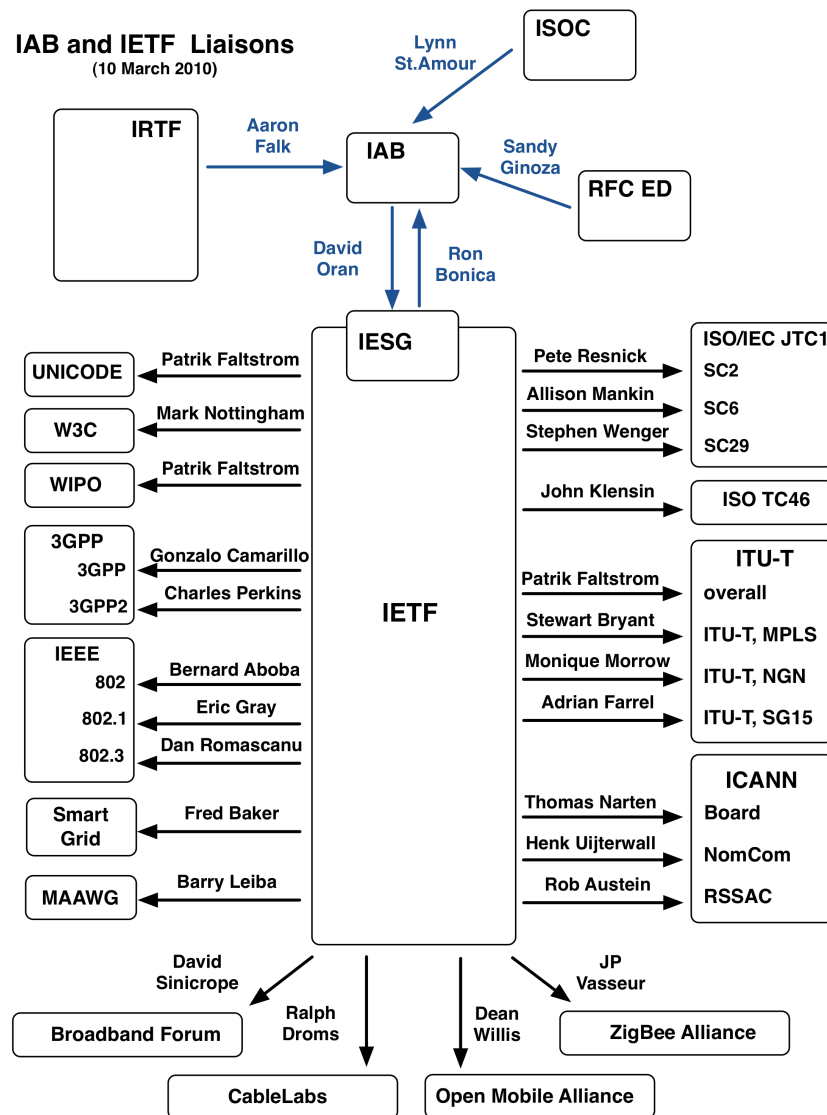 IAB and IETF Liaisons
(10 March 2010)
Lynn
St.Amour
ISOC
IRTF
Aaron
Falk
IAB
Sandy
Ginoza
RFC ED
David
Oran
Ron
Bonica
IESG
IETF
UNICODE
Patrik Faltstrom
W3C
Mark Nottingham
WIPO
Patrik Faltstrom
3GPP
3GPP
Gonzalo Camarillo
3GPP2
Charles Perkins
IEEE
802
Bernard Aboba
802.1
Eric Gray
802.3
Dan Romascanu
Smart
Grid
Fred Baker
MAAWG
Barry Leiba
ISO/IEC JTC1
Pete Resnick
SC2
Allison Mankin
SC6
Stephen Wenger
SC29
John Klensin
ISO TC46
ITU-T
Patrik Faltstrom
overall
Stewart Bryant
ITU-T, MPLS
Monique Morrow
ITU-T, NGN
Adrian Farrel
ITU-T, SG15
ICANN
Thomas Narten
Board
Henk Uijterwall
NomCom
Rob Austein
RSSAC
David
Sinicrope
Broadband Forum
Ralph
Droms
CableLabs
Dean
Willis
Open Mobile Alliance
JP
Vasseur
ZigBee Alliance